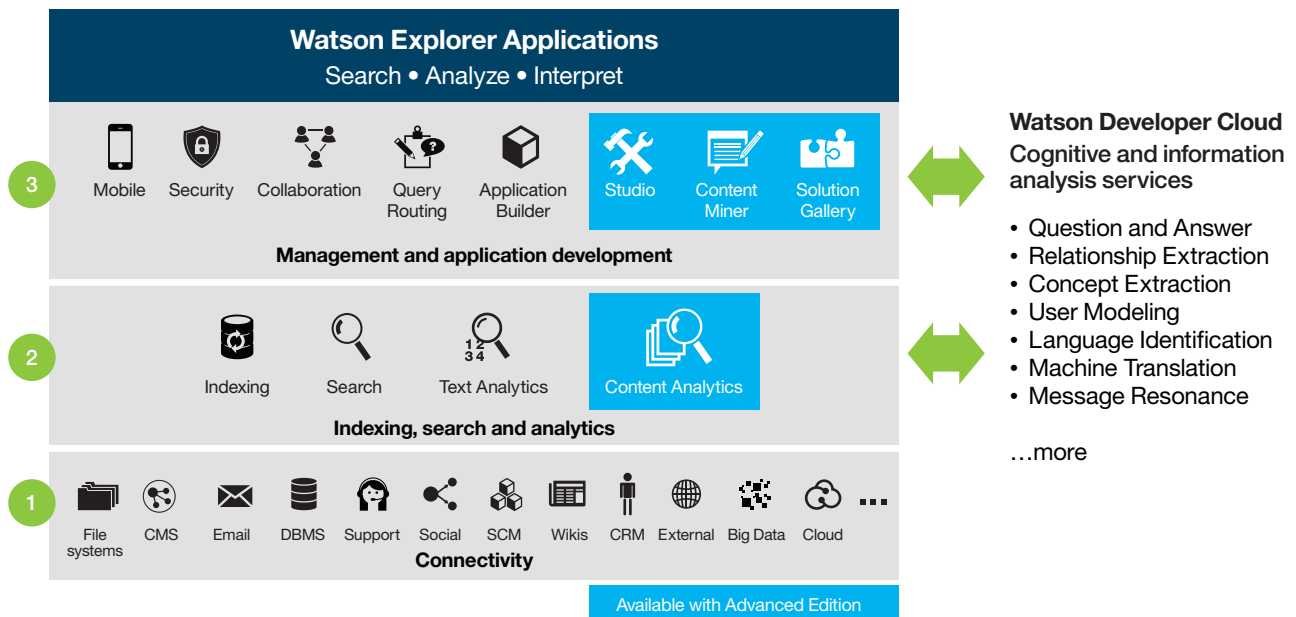 Watson Explorer Applications
Search • Analyze • Interpret
3
Mobile
Security
Collaboration
Query
Routing
Application
Builder
Studio
Content
Miner
Solution
Gallery
Management and application development
2
Indexing
Search
1 2
3 4
Text Analytics
Content Analytics
Indexing, search and analytics
1
File
systems
CMS
Email
DBMS
Support
Social
SCM
Wikis
CRM
External
Big Data
Cloud
...
Connectivity
Available with Advanced Edition
Watson Developer Cloud
Cognitive and information
analysis services
• Question and Answer
• Relationship Extraction
• Concept Extraction
• User Modeling
• Language Identification
• Machine Translation
• Message Resonance
…more